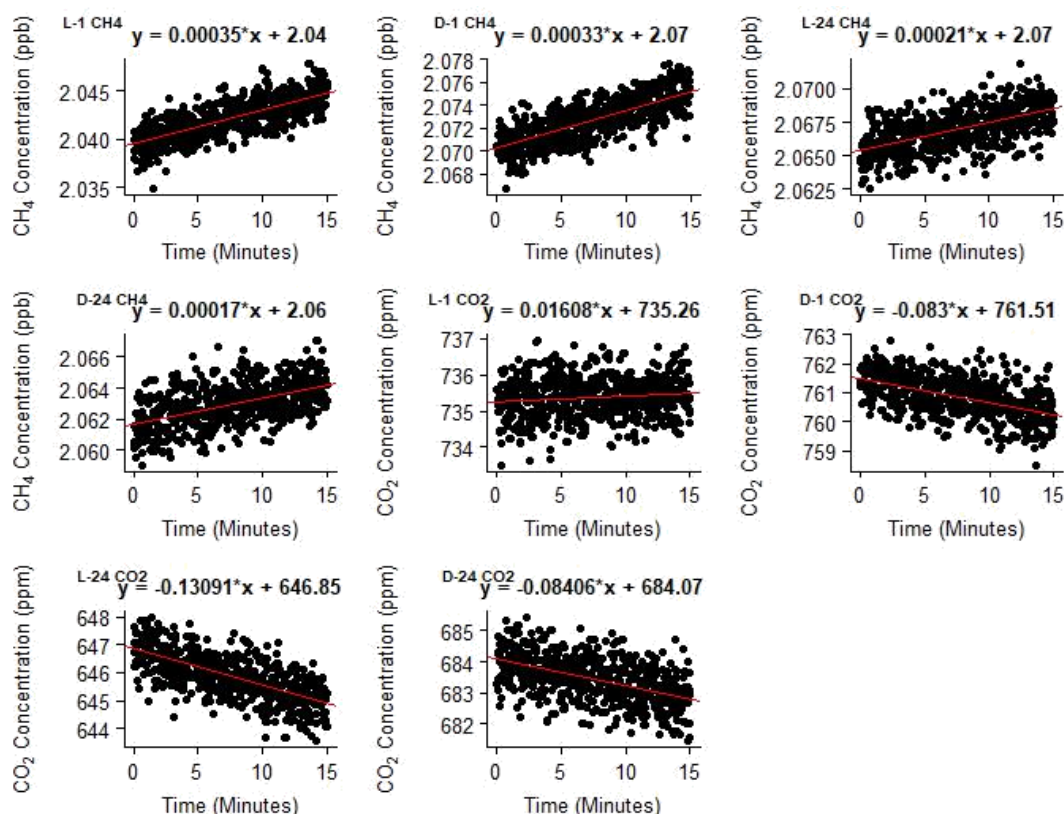 L-1 CH4
y = 0.00035*x + 2.04
CH₄ Concentration (ppb)
2.045
2.040
2.035
0 5 10 15
Time (Minutes)
D-1 CH4
y = 0.00033*x + 2.07
CH₄ Concentration (ppb)
2.078
2.076
2.074
2.072
2.070
2.068
0 5 10 15
Time (Minutes)
L-24 CH4
y = 0.00021*x + 2.07
CH₄ Concentration (ppb)
2.0700
2.0675
2.0650
2.0625
0 5 10 15
Time (Minutes)
D-24 CH4
y = 0.00017*x + 2.06
CH₄ Concentration (ppb)
2.066
2.064
2.062
2.060
0 5 10 15
Time (Minutes)
L-1 CO2
y = 0.01608*x + 735.26
CO₂ Concentration (ppm)
737
736
735
734
0 5 10 15
Time (Minutes)
D-1 CO2
y = -0.083*x + 761.51
CO₂ Concentration (ppm)
763
762
761
760
759
0 5 10 15
Time (Minutes)
L-24 CO2
y = -0.13091*x + 646.85
CO₂ Concentration (ppm)
648
647
646
645
644
0 5 10 15
Time (Minutes)
D-24 CO2
y = -0.08406*x + 684.07
CO₂ Concentration (ppm)
685
684
683
682
0 5 10 15
Time (Minutes)